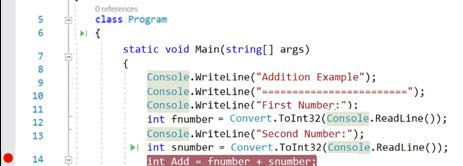 0 references
5 class Program
6 {
7 static void Main(string[] args)
8 {
9 Console.WriteLine("Addition Example");
10 Console.WriteLine("========================");
11 Console.WriteLine("First Number:");
12 int fnumber = Convert.ToInt32(Console.ReadLine());
13 Console.WriteLine("Second Number:");
int snumber = Convert.ToInt32(Console.ReadLine());
14 int Add = fnumber + snumber;